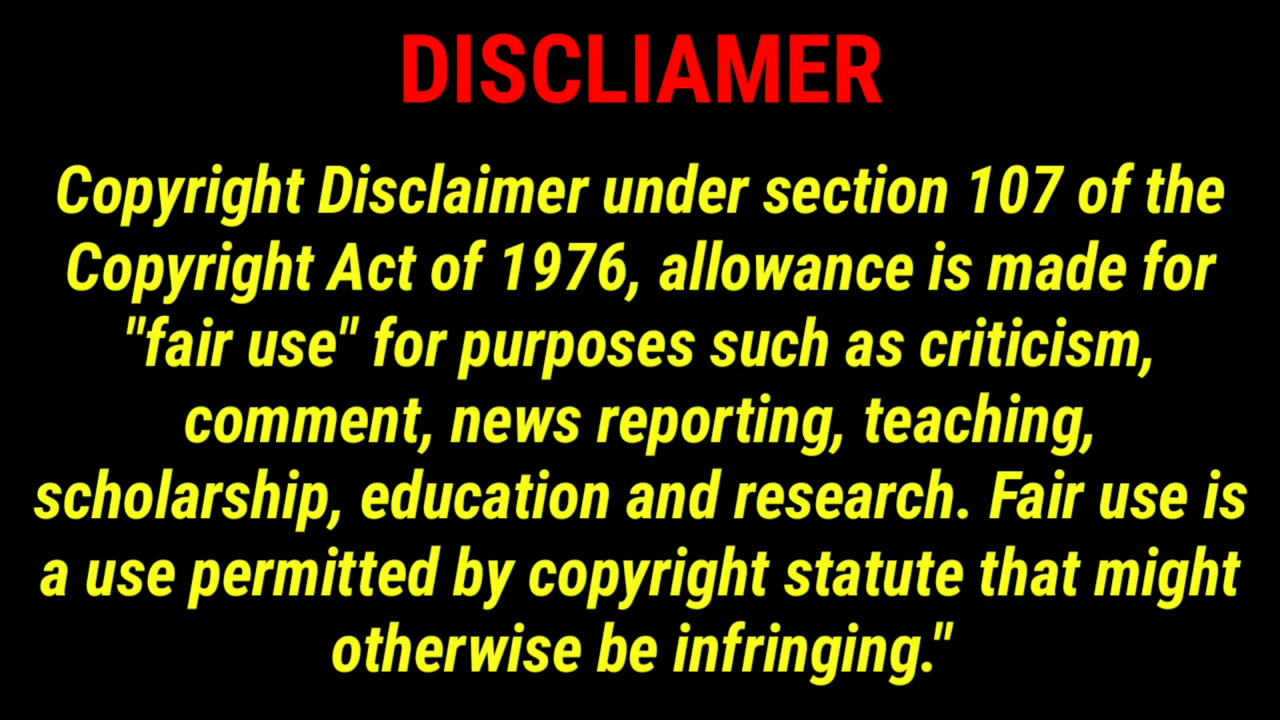 DISCLIAMER
Copyright Disclaimer under section 107 of the
Copyright Act of 1976, allowance is made for
"fair use" for purposes such as criticism,
comment, news reporting, teaching,
scholarship, education and research. Fair use is
a use permitted by copyright statute that might
otherwise be infringing."